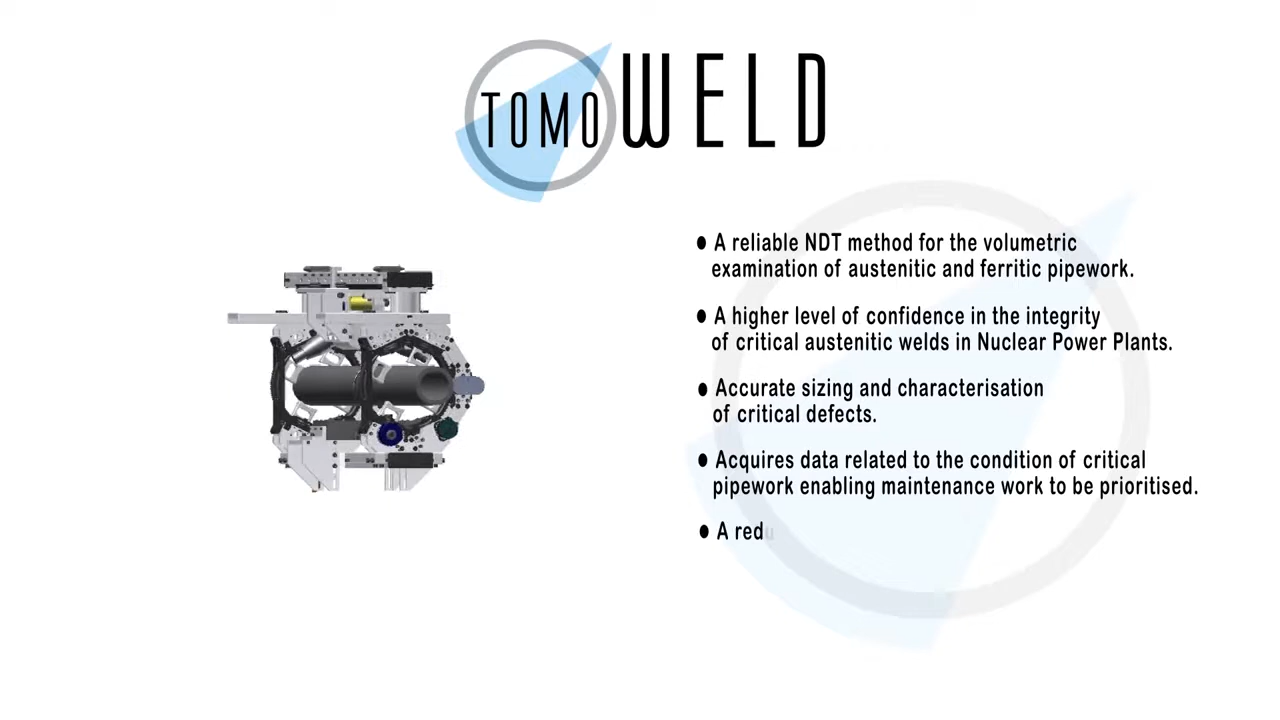 TOMOWELD
● A reliable NDT method for the volumetric
examination of austenitic and ferritic pipework.
● A higher level of confidence in the integrity
of critical austenitic welds in Nuclear Power Plants.
● Accurate sizing and characterisation
of critical defects.
● Acquires data related to the condition of critical
pipework enabling maintenance work to be prioritised.
● A redu